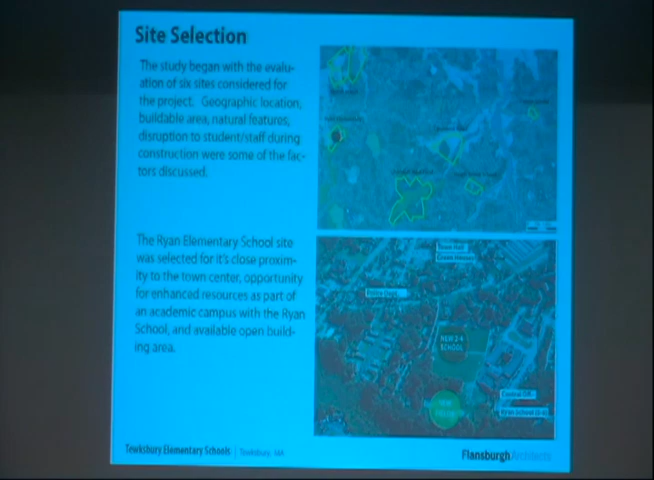 Site Selection
The study began with the evalu-
ation of six sites considered for
the project. Geographic location,
buildable area, natural features,
disruption to student/staff during
construction were some of the fac-
tors discussed.
The Ryan Elementary School site
was selected for it's close proxim-
ity to the town center, opportunity
for enhanced resources as part of
an academic campus with the Ryan
School, and available open build-
ing area.
Town Hall
Police Dept.
NEW 2-4
SCHOOL
Tewksbury Elementary Schools | Tewksbury, MA
Flansburgh Architects